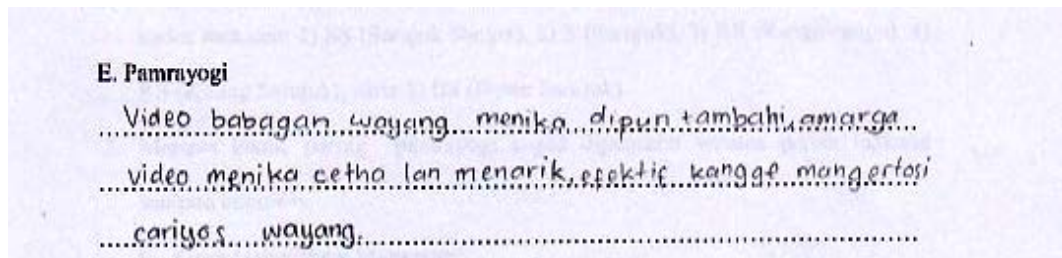 E. Pamrayogi
Video babagan wayang menika dipun tambahi, amarga
video menika cetha lan menarik, efektif kangge mangertosi
cariyos wayang.